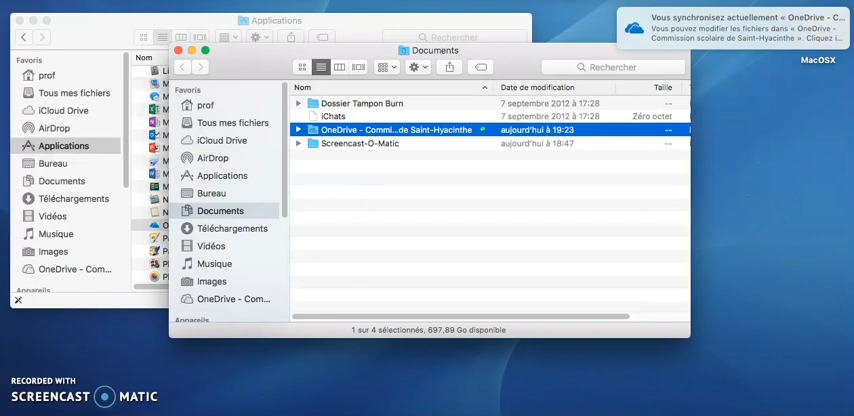 Applications
Rechercher
Favoris
prof
Tous mes fichiers
iCloud Drive
AirDrop
Applications
Bureau
Documents
Téléchargements
Vidéos
Musique
Images
OneDrive - Com...
Appareils
Nom
Documents
Rechercher
Favoris
prof
Tous mes fichiers
iCloud Drive
AirDrop
Applications
Bureau
Documents
Téléchargements
Vidéos
Musique
Images
OneDrive - Com...
Appareils
Nom Date de modification Taille
Dossier Tampon Burn 7 septembre 2012 à 17:28 --
iChats 7 septembre 2012 à 17:28 Zéro octet
OneDrive - Commi...de Saint-Hyacinthe aujourd'hui à 19:23 --
Screencast-O-Matic aujourd'hui à 18:47 --
1 sur 4 sélectionnés, 697,89 Go disponible
Vous synchronisez actuellement « OneDrive - C...
Vous pouvez modifier les fichiers dans « OneDrive -
Commission scolaire de Saint-Hyacinthe ». Cliquez i...
MacOSX
RECORDED WITH
SCREENCAST MATIC